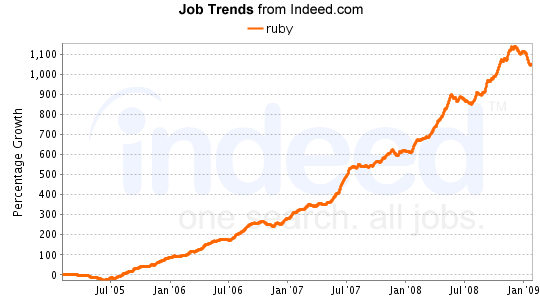 Job Trends from Indeed.com
ruby
1,100
1,000
900
800
700
600
500
400
300
200
100
0
Percentage Growth
indeed™
one search. all jobs.
Jul '05
Jan '06
Jul '06
Jan '07
Jul '07
Jan '08
Jul '08
Jan '09